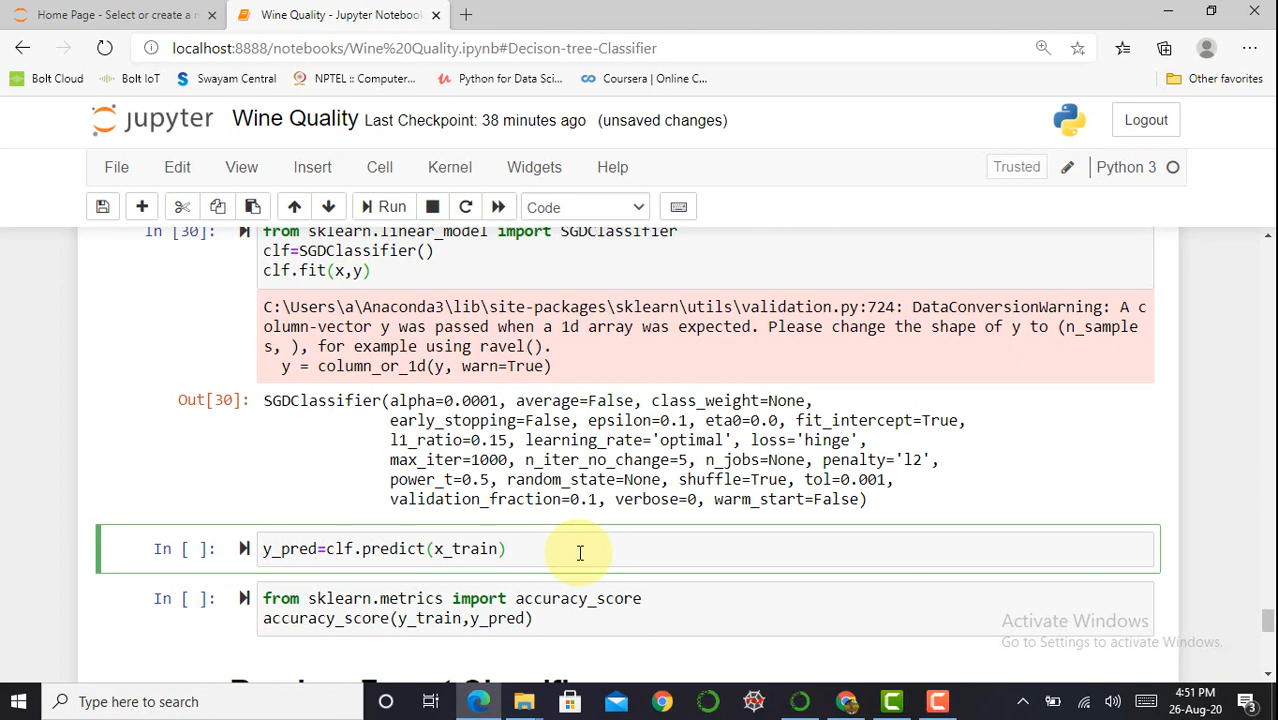 Home Page - Select or create a n
Wine Quality - Jupyter Notebook
localhost:8888/notebooks/Wine%20Quality.ipynb#Decison-tree-Classifier
Bolt Cloud
Bolt IoT
Swayam Central
NPTEL :: Computer...
Python for Data Sci...
Coursera | Online C...
Other favorites
jupyter
Wine Quality
Last Checkpoint: 38 minutes ago (unsaved changes)
Logout
File
Edit
View
Insert
Cell
Kernel
Widgets
Help
Trusted
Python 3
Run
Code
In [30]:
from sklearn.linear_model import SGDClassifier
clf=SGDClassifier()
clf.fit(x,y)
C:\Users\a\Anaconda3\lib\site-packages\sklearn\utils\validation.py:724: DataConversionWarning: A c
olumn-vector y was passed when a 1d array was expected. Please change the shape of y to (n_sample
s, ), for example using ravel().
y = column_or_1d(y, warn=True)
Out[30]:
SGDClassifier(alpha=0.0001, average=False, class_weight=None,
early_stopping=False, epsilon=0.1, eta0=0.0, fit_intercept=True,
l1_ratio=0.15, learning_rate='optimal', loss='hinge',
max_iter=1000, n_iter_no_change=5, n_jobs=None, penalty='l2',
power_t=0.5, random_state=None, shuffle=True, tol=0.001,
validation_fraction=0.1, verbose=0, warm_start=False)
In [ ]:
y_pred=clf.predict(x_train)
In [ ]:
from sklearn.metrics import accuracy_score
accuracy_score(y_train,y_pred)
Activate Windows
Go to Settings to activate Windows.
Type here to search
4:51 PM
26-Aug-20
3